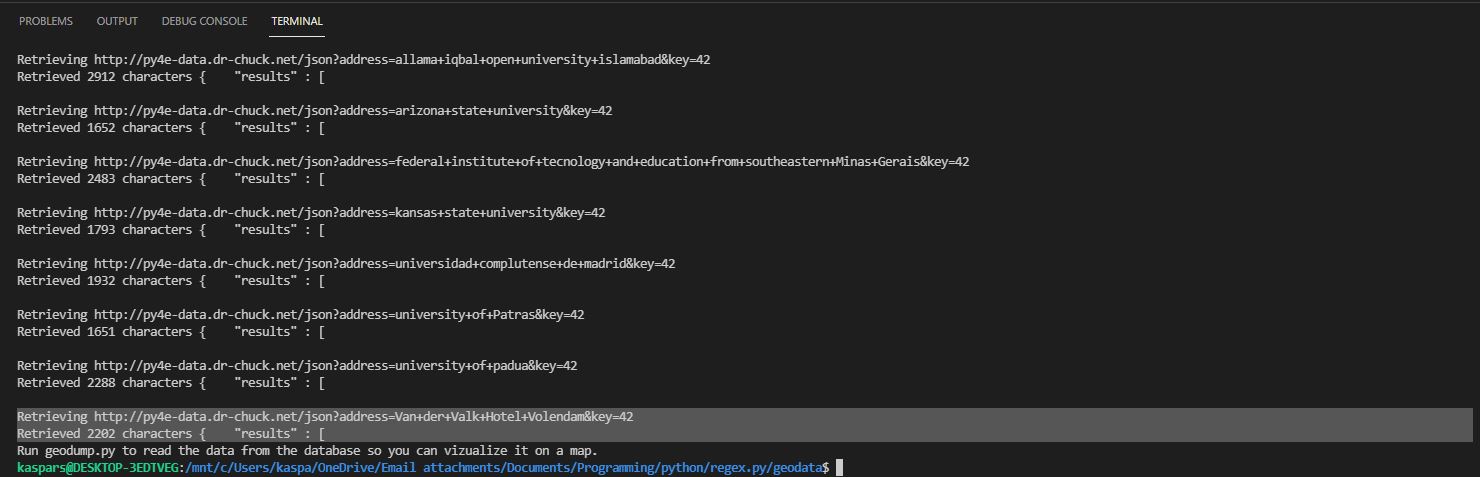 PROBLEMS OUTPUT DEBUG CONSOLE TERMINAL
Retrieving http://py4e-data.dr-chuck.net/json?address=allama+iqbal+open+university+islamabad&key=42
Retrieved 2912 characters {    "results" : [
Retrieving http://py4e-data.dr-chuck.net/json?address=arizona+state+university&key=42
Retrieved 1652 characters {    "results" : [
Retrieving http://py4e-data.dr-chuck.net/json?address=federal+institute+of+tecnology+and+education+from+southeastern+Minas+Gerais&key=42
Retrieved 2483 characters {    "results" : [
Retrieving http://py4e-data.dr-chuck.net/json?address=kansas+state+university&key=42
Retrieved 1793 characters {    "results" : [
Retrieving http://py4e-data.dr-chuck.net/json?address=universidad+complutense+de+madrid&key=42
Retrieved 1932 characters {    "results" : [
Retrieving http://py4e-data.dr-chuck.net/json?address=university+of+Patras&key=42
Retrieved 1651 characters {    "results" : [
Retrieving http://py4e-data.dr-chuck.net/json?address=university+of+padua&key=42
Retrieved 2288 characters {    "results" : [
Retrieving http://py4e-data.dr-chuck.net/json?address=Van+der+Valk+Hotel+Volendam&key=42
Retrieved 2202 characters {    "results" : [
Run geodump.py to read the data from the database so you can vizualize it on a map.
kaspars@DESKTOP-3EDTVEG:/mnt/c/Users/kaspa/OneDrive/Email attachments/Documents/Programming/python/regex.py/geodata$